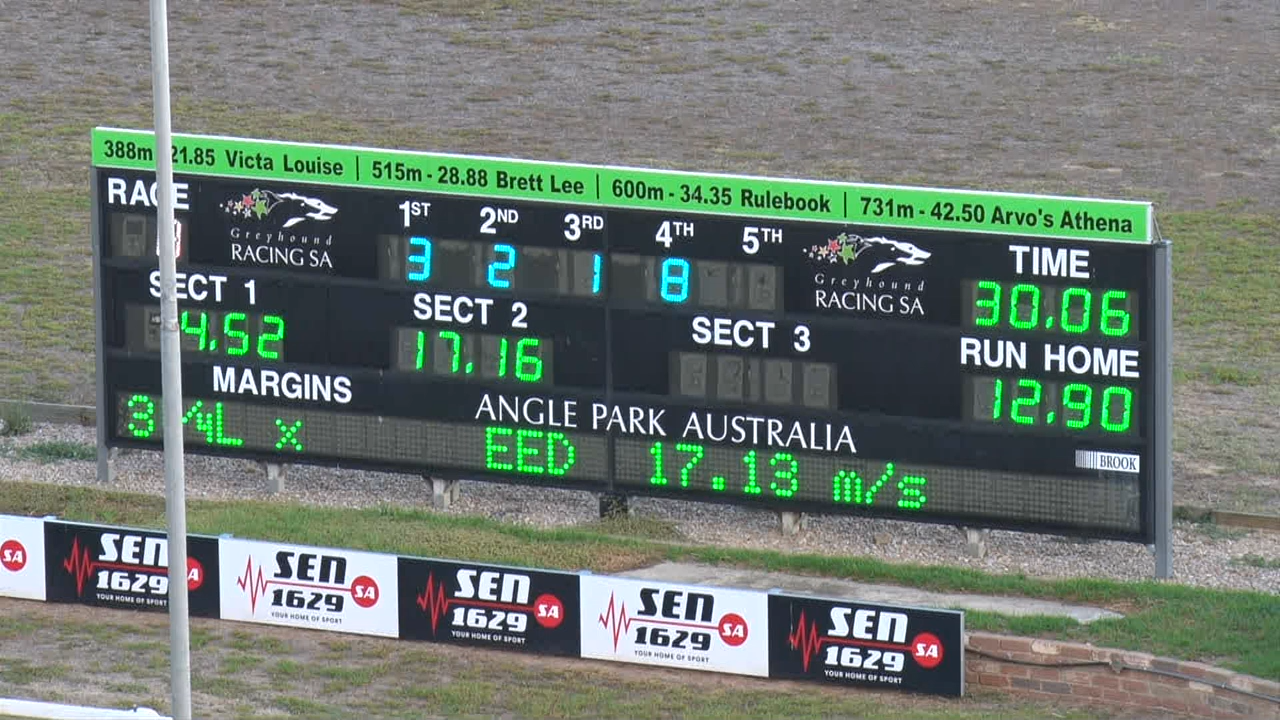 388m 21.85 Victa Louise | 515m - 28.88 Brett Lee | 600m - 34.35 Rulebook | 731m - 42.50 Arvo's Athena
RACE
Greyhound
RACING SA
1ST 2ND 3RD 4TH 5TH
3 2 1 8
Greyhound
RACING SA
TIME
30.06
SECT 1
4.52
SECT 2
17.16
SECT 3
RUN HOME
12.90
MARGINS
ANGLE PARK AUSTRALIA
BROOK
3/4L x EED 17.13 m/s
SA
SEN
1629
SA
YOUR HOME OF SPORT
SEN
1629
SA
YOUR HOME OF SPORT
SEN
1629
SA
YOUR HOME OF SPORT
SEN
1629
SA
YOUR HOME OF SPORT
SEN
1629
SA
YOUR HOME OF SPORT